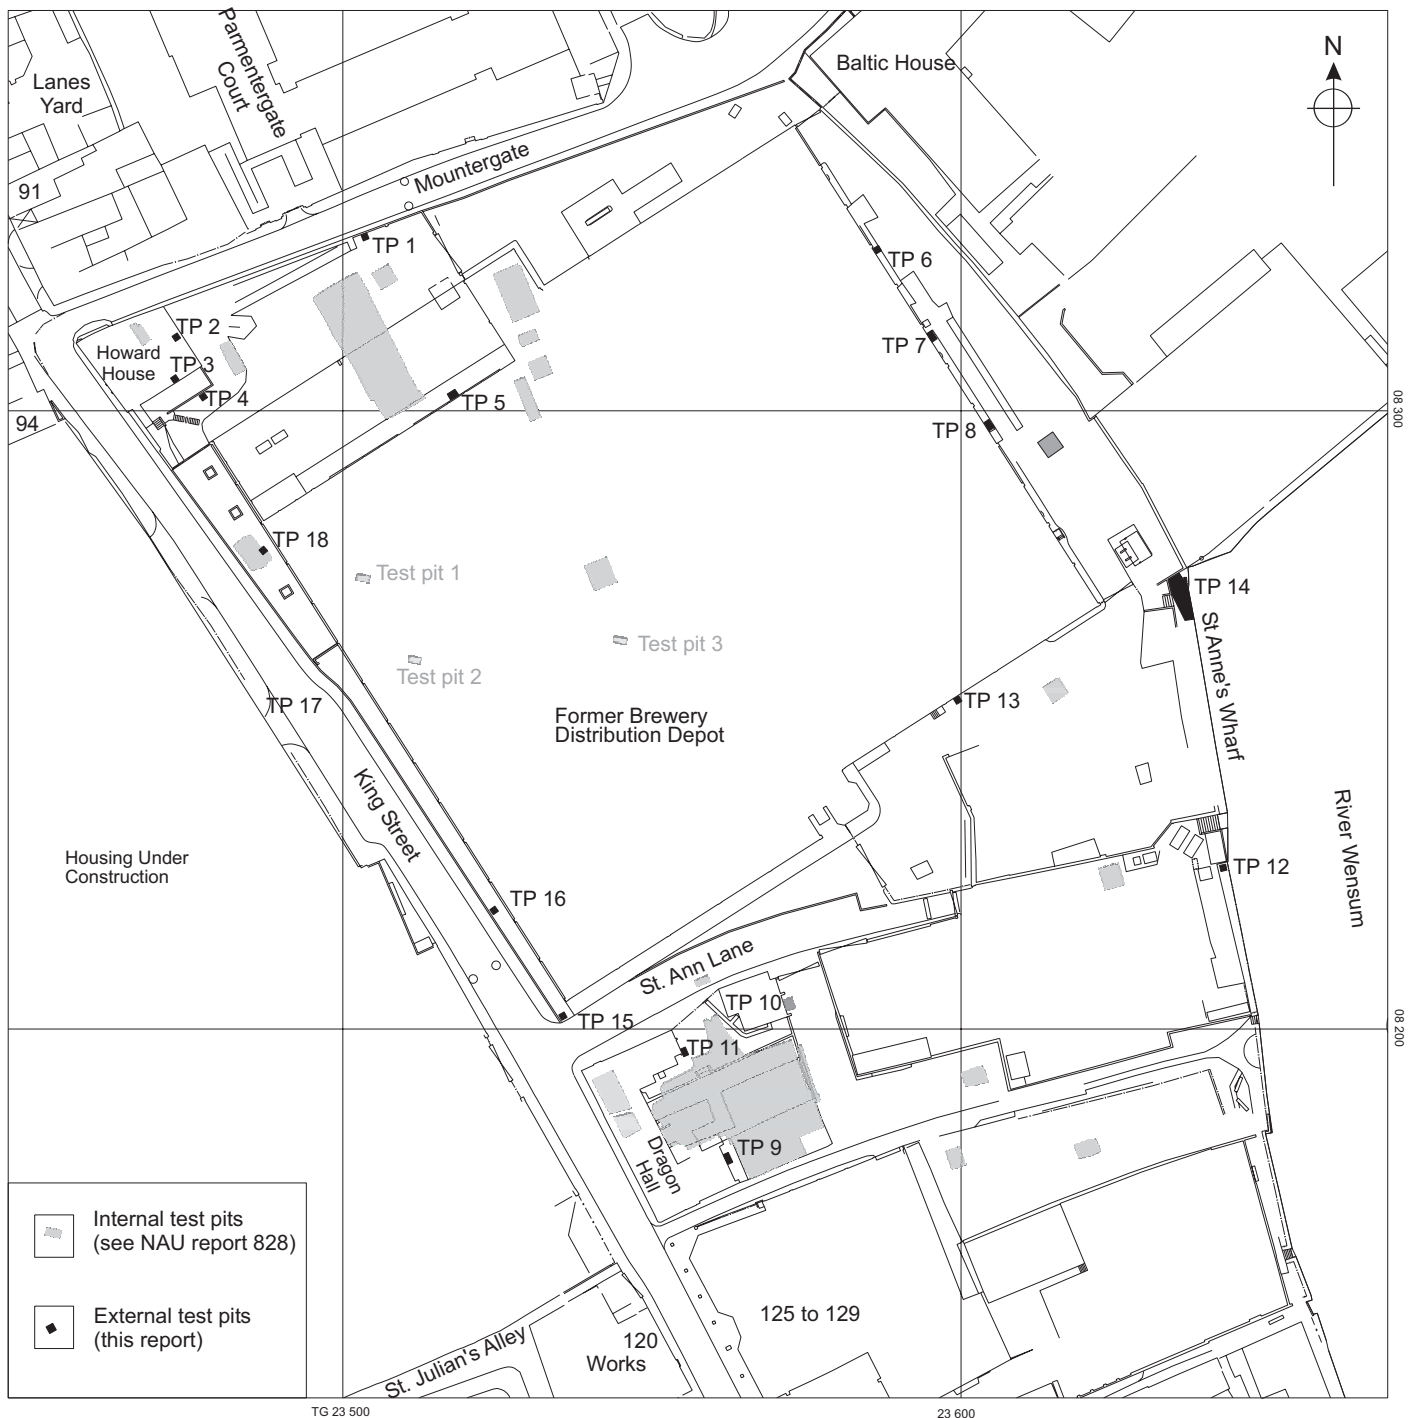 Parmentergate
Court
Baltic House
N
Lanes
Yard
Mountergate
91
TP 1
TP 6
TP 2
Howard
House
TP 7
TP 3
TP 4
TP 5
94
TP 8
08 300
TP 18
Test pit 1
TP 14
St Anne's Wharf
Test pit 3
Test pit 2
TP 17
TP 13
Former Brewery
Distribution Depot
King Street
River Wensum
Housing Under
Construction
TP 12
TP 16
St. Ann Lane
TP 10
TP 15
08 200
TP 11
TP 9
Dragon
Hall
Internal test pits
(see NAU report 828)
External test pits
(this report)
125 to 129
120
Works
St. Julian's Alley
TG 23 500
23 600